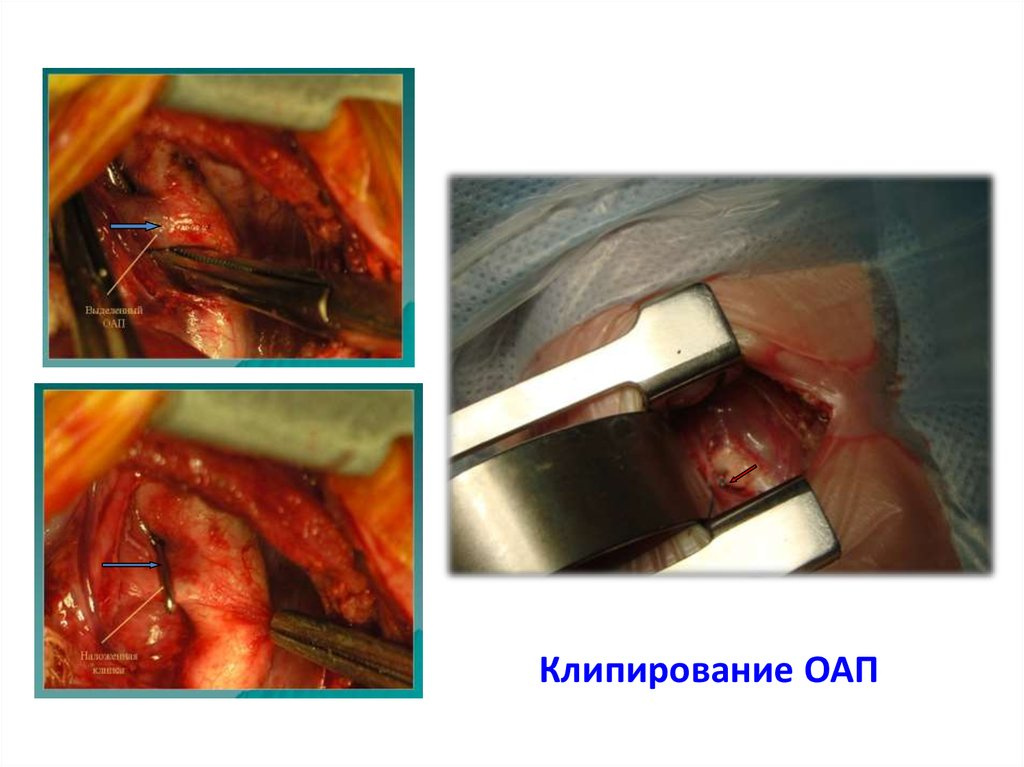 Выделенный
ОАП
Наложенная
клипса
Клипирование ОАП